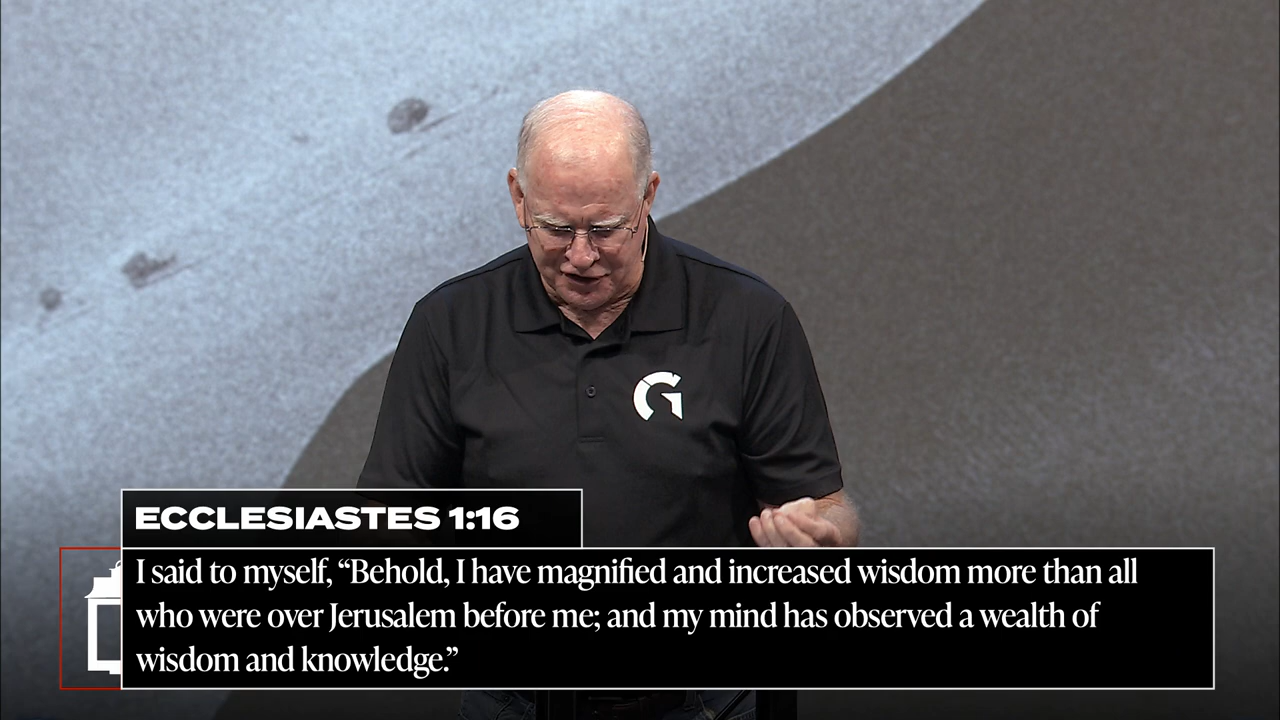 G
ECCLESIASTES 1:16
I said to myself, “Behold, I have magnified and increased wisdom more than all
who were over Jerusalem before me; and my mind has observed a wealth of
wisdom and knowledge.”